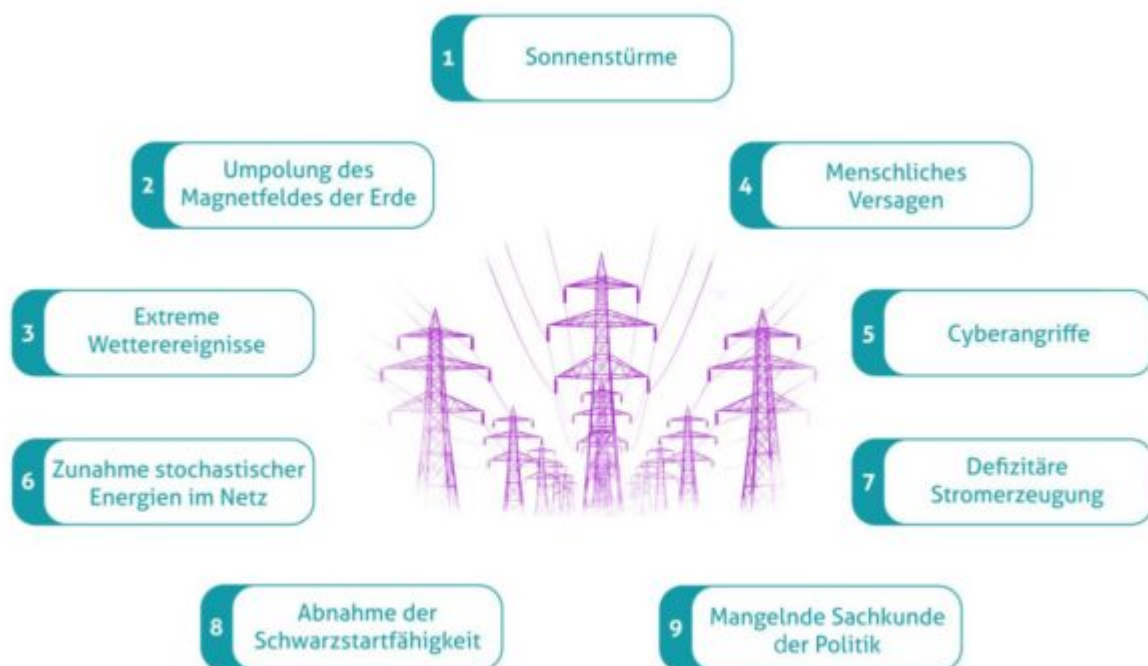 1
Sonnenstürme
2
Umpolung des
Magnetfeldes der Erde
4
Menschliches
Versagen
3
Extreme
Wetterereignisse
5
Cyberangriffe
6
Zunahme stochastischer
Energien im Netz
7
Defizitäre
Stromerzeugung
8
Abnahme der
Schwarzstartfähigkeit
9
Mangelnde Sachkunde
der Politik